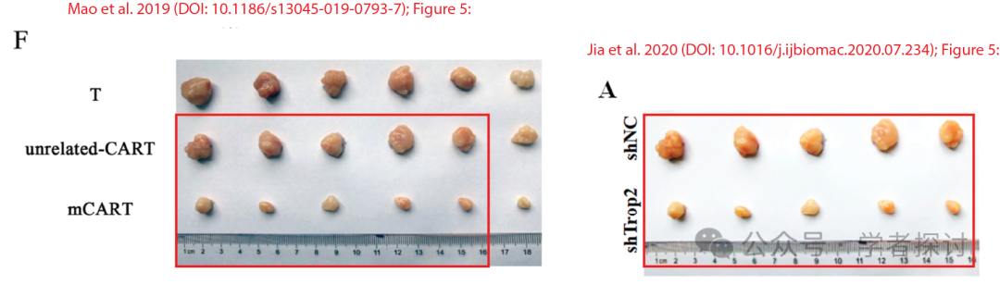 Mao et al. 2019 (DOI: 10.1186/s13045-019-0793-7); Figure 5:
F
T
unrelated-CART
mCART
1cm 2 3 4 5 6 7 8 9 10 11 12 13 14 15 16 17 18
Jia et al. 2020 (DOI: 10.1016/j.ijbiomac.2020.07.234); Figure 5:
A
shNC
shTrop2
1cm 2 3 4 5 6 7 8 9 10 11 12 13 14 15 16
公众号 · 学者探讨